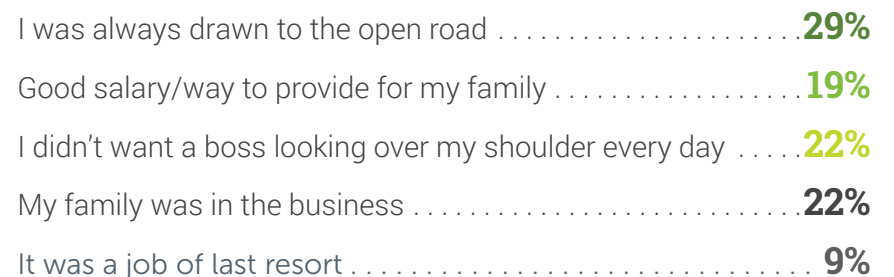 I was always drawn to the open road . . . . . . . . . . . . . . . . . . . . . .29%
Good salary/way to provide for my family . . . . . . . . . . . . . . . . . .19%
I didn’t want a boss looking over my shoulder every day . . . . .22%
My family was in the business . . . . . . . . . . . . . . . . . . . . . . . . . . . .22%
It was a job of last resort . . . . . . . . . . . . . . . . . . . . . . . . . . . . . . . . . 9%